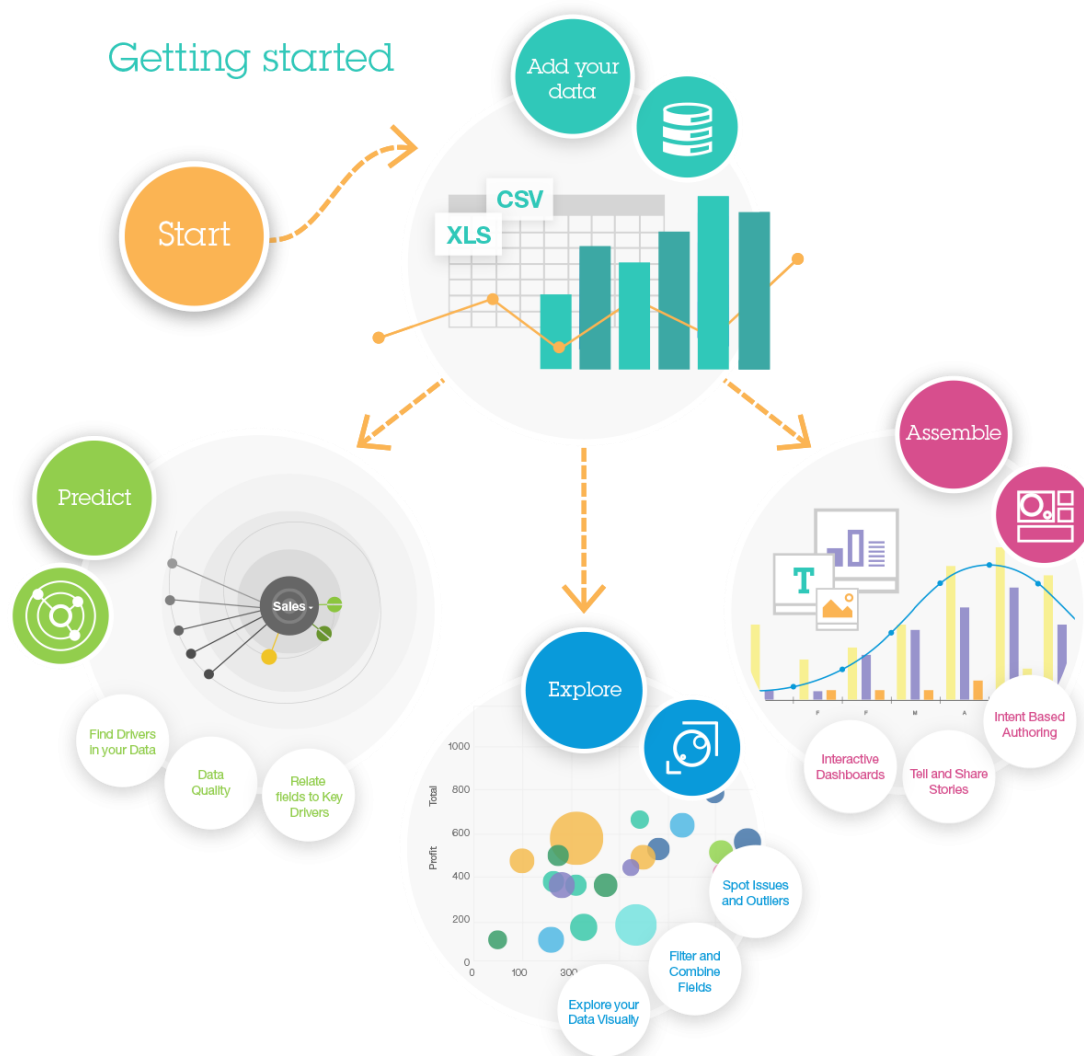 Getting started
Add your
data
Start
CSV
XLS
Assemble
Predict
T
Sales
F
F
M
A
Find Drivers
In your Data
Data
Quality
Relate
fields to Key
Drivers
Interactive
Dashboards
Tell and Share
Stories
Intent Based
Authoring
Explore
Total
Profit
1000
800
600
400
200
0
0
100
300
Spot Issues
and Outliers
Filter and
Combine
Fields
Explore your
Data Visually